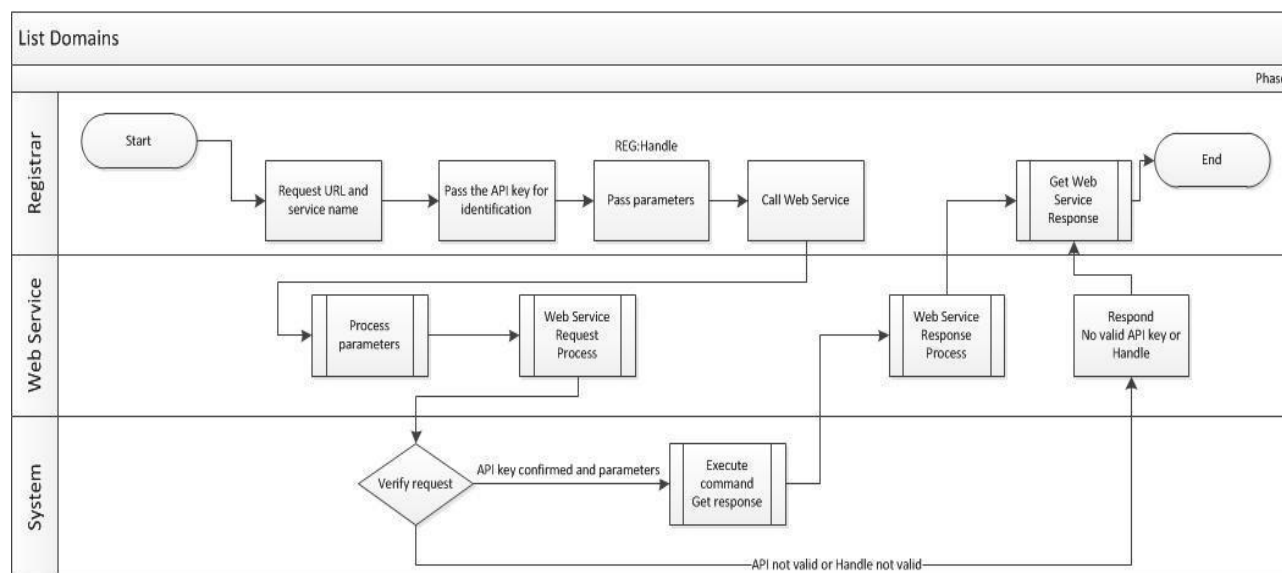 List Domains
Phase
Registrar
Start
REG:Handle
Request URL and
service name
Pass the API key for
identification
Pass parameters
Call Web Service
Get Web
Service
Response
End
Web Service
Process
parameters
Web Service
Request
Process
Web Service
Response
Process
Respond
No valid API key or
Handle
System
Verify request
API key confirmed and parameters
Execute
command
Get response
API not valid or Handle not valid